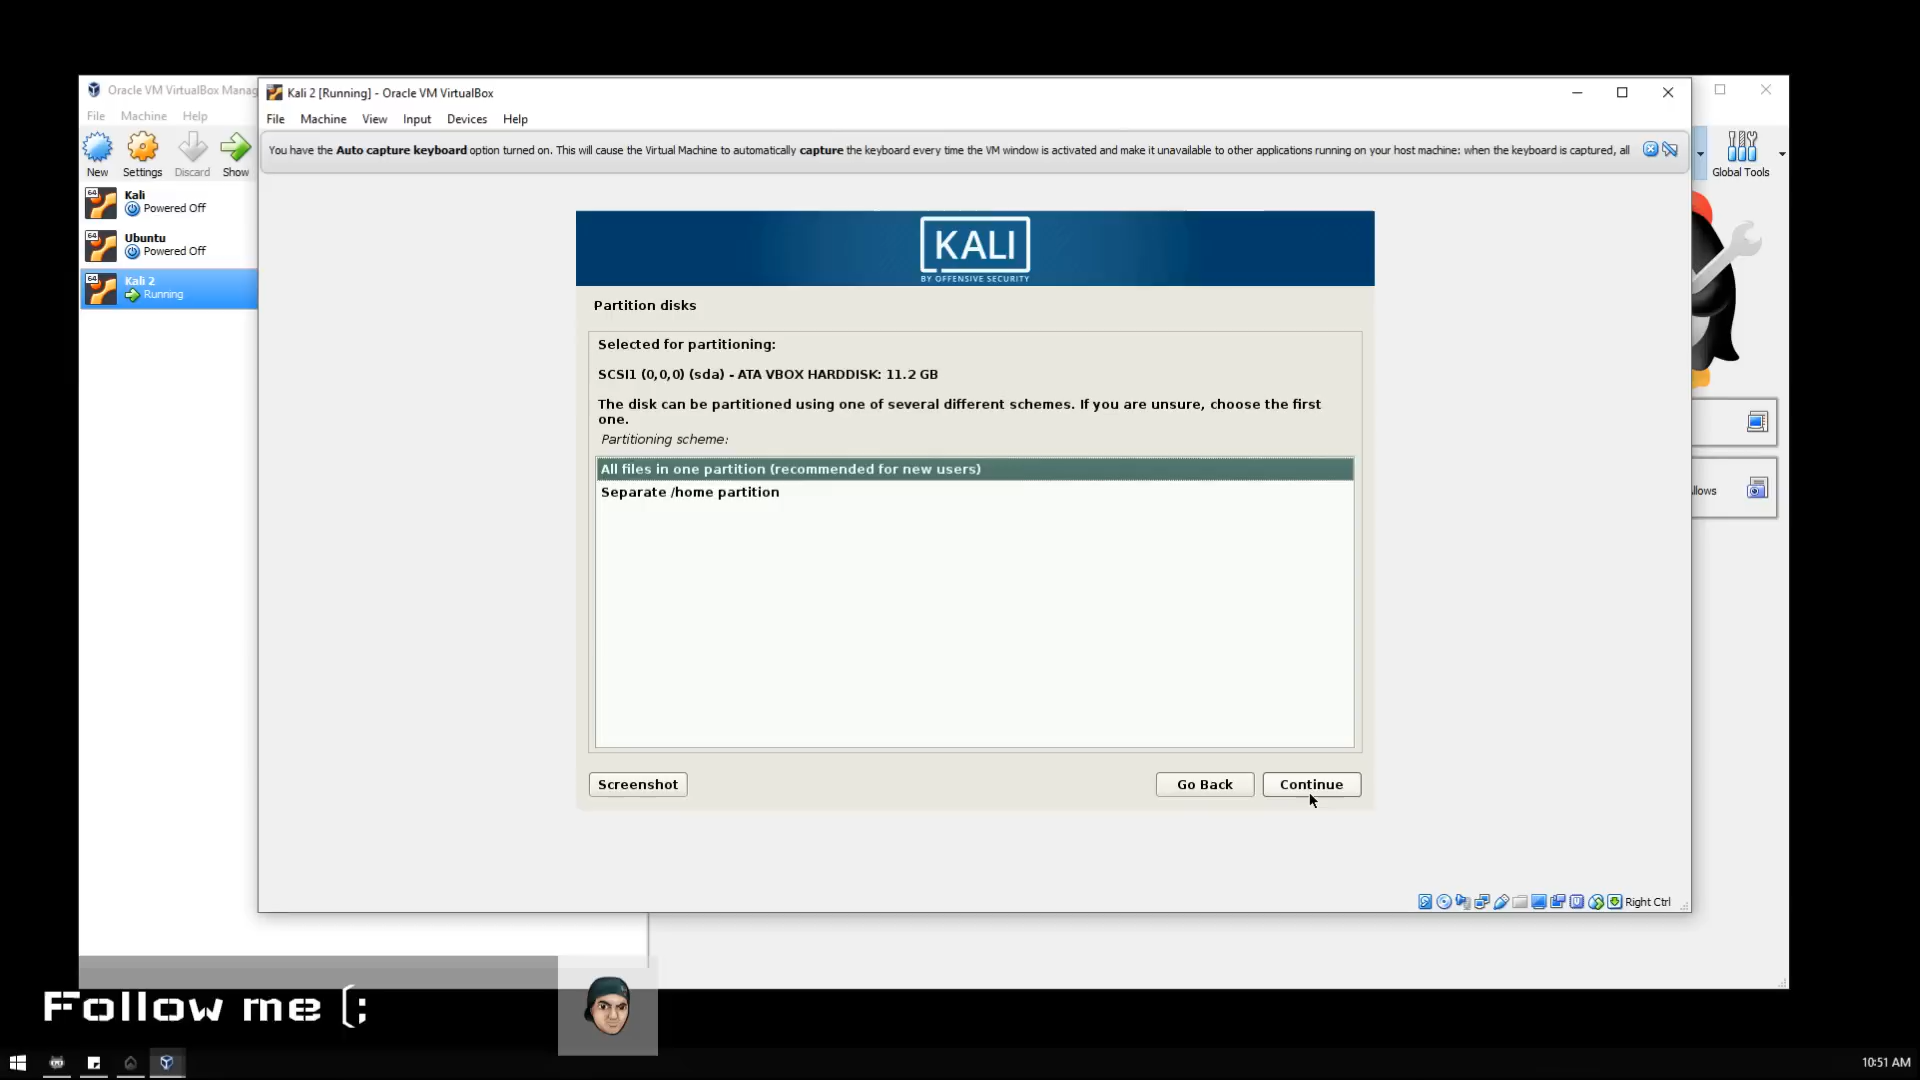 Oracle VM VirtualBox Manag
File Machine Help
New Settings Discard Show
64 Kali
Powered Off
64 Ubuntu
Powered Off
64 Kali 2
Running
Kali 2 [Running] - Oracle VM VirtualBox
File Machine View Input Devices Help
You have the Auto capture keyboard option turned on. This will cause the Virtual Machine to automatically capture the keyboard every time the VM window is activated and make it unavailable to other applications running on your host machine: when the keyboard is captured, all
Global Tools
KALI
BY OFFENSIVE SECURITY
Partition disks
Selected for partitioning:
SCSI1 (0,0,0) (sda) - ATA VBOX HARDDISK: 11.2 GB
The disk can be partitioned using one of several different schemes. If you are unsure, choose the first
one.
Partitioning scheme:
All files in one partition (recommended for new users)
Separate /home partition
llows
Screenshot Go Back Continue
Right Ctrl
Follow me (;
10:51 AM